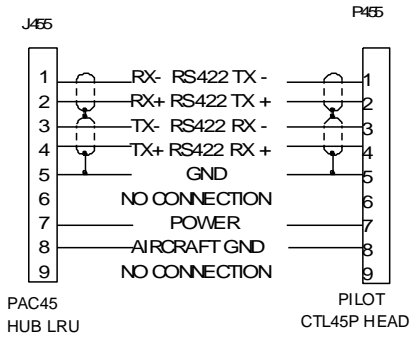 J455 P455
1 RX- RS422 TX - 1
2 RX+ RS422 TX + 2
3 TX- RS422 RX - 3
4 TX+ RS422 RX + 4
5 GND 5
6 NO CONNECTION 6
7 POWER 7
8 AIRCRAFT GND 8
9 NO CONNECTION 9
PAC45 PILOT
HUB LRU CTL45P HEAD